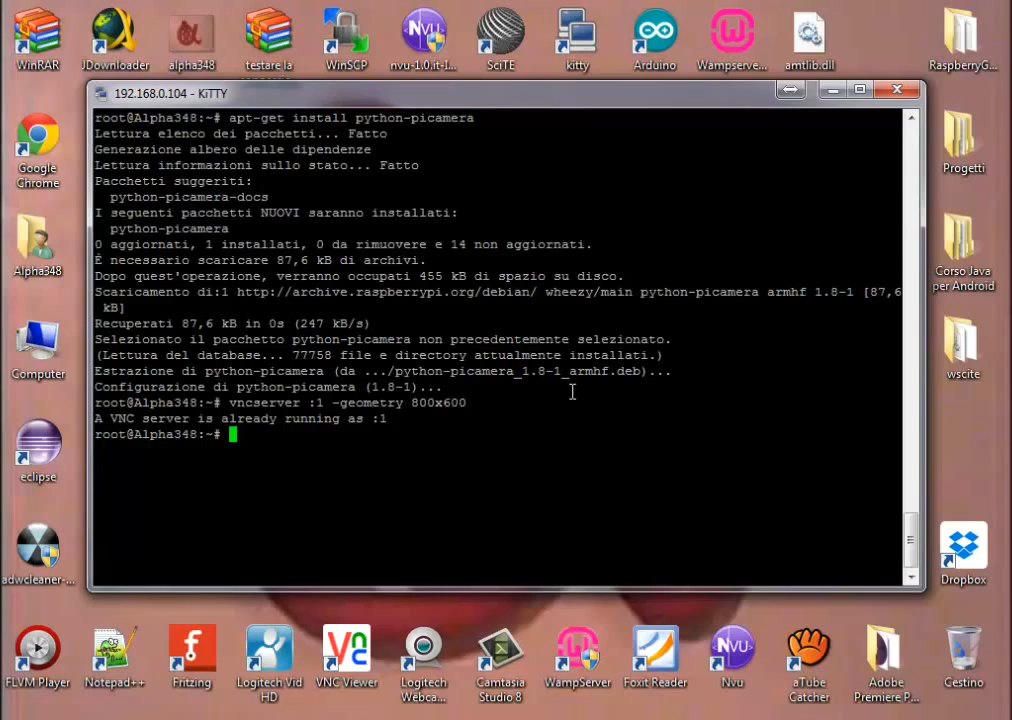 WinRAR
JDownloader
alpha348
testare la
WinSCP
nvu-1.0.it-I...
SciTE
kitty
Arduino
Wampserve...
amtlib.dll
RaspberryG...
192.168.0.104 - KiTTY
root@Alpha348:~# apt-get install python-picamera
Lettura elenco dei pacchetti... Fatto
Generazione albero delle dipendenze
Lettura informazioni sullo stato... Fatto
Pacchetti suggeriti:
python-picamera-docs
I seguenti pacchetti NUOVI saranno installati:
python-picamera
0 aggiornati, 1 installati, 0 da rimuovere e 14 non aggiornati.
È necessario scaricare 87,6 kB di archivi.
Dopo quest'operazione, verranno occupati 455 kB di spazio su disco.
Scaricamento di:1 http://archive.raspberrypi.org/debian/ wheezy/main python-picamera armhf 1.8-1 [87,6
kB]
Recuperati 87,6 kB in 0s (247 kB/s)
Selezionato il pacchetto python-picamera non precedentemente selezionato.
(Lettura del database... 77758 file e directory attualmente installati.)
Estrazione di python-picamera (da .../python-picamera_1.8-1_armhf.deb)...
Configurazione di python-picamera (1.8-1)...
root@Alpha348:~# vncserver :1 -geometry 800x600
A VNC server is already running as :1
root@Alpha348:~#
Google
Chrome
Alpha348
Computer
eclipse
adwcleaner-...
Progetti
Corso Java
per Android
wscite
Dropbox
FLVM Player
Notepad++
Fritzing
Logitech Vid
HD
VNC Viewer
Logitech
Webca...
Camtasia
Studio 8
WampServer
Foxit Reader
Nvu
aTube
Catcher
Adobe
Premiere P...
Cestino